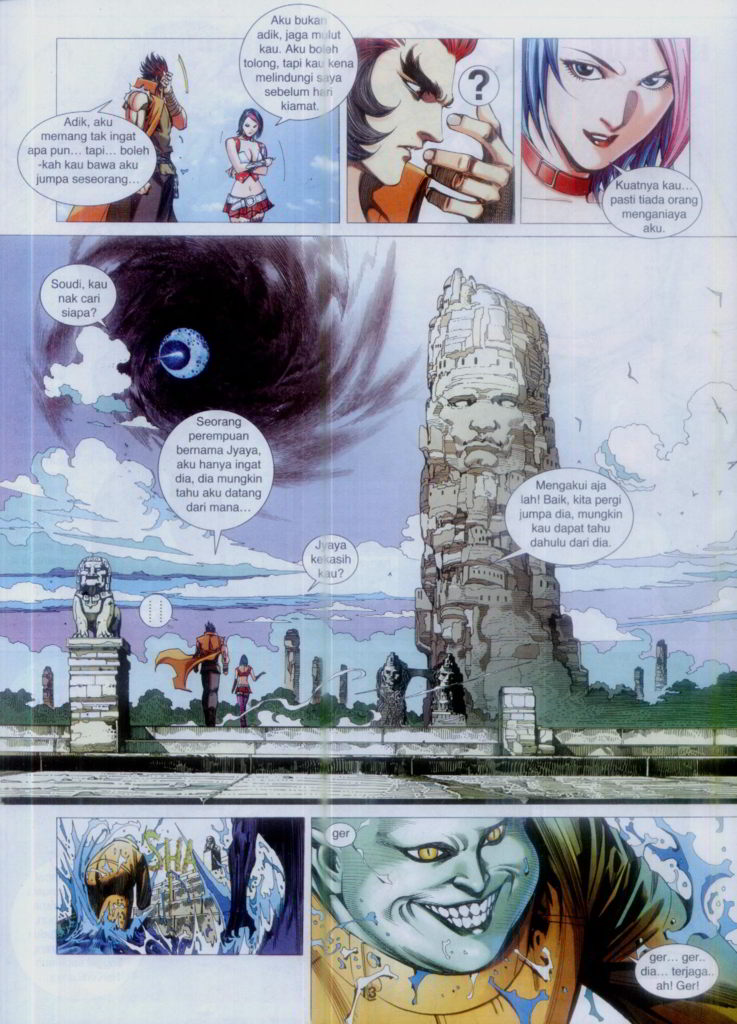 Adik, aku
memang tak ingat
apa pun... tapi... boleh
-kah kau bawa aku
jumpa seseorang...
Aku bukan
adik, jaga mulut
kau. Aku boleh
tolong, tapi kau kena
melindungi saya
sebelum hari
kiamat.
?
Kuatnya kau...
pasti tiada orang
menganiaya
aku.
Soudi, kau
nak cari
siapa?
Seorang
perempuan
bernama Jyaya,
aku hanya ingat
dia, dia mungkin
tahu aku datang
dari mana...
Jyaya
kekasih
kau?
......
Mengakui aja
lah! Baik, kita pergi
jumpa dia, mungkin
kau dapat tahu
dahulu dari dia.
SHA
ger
ger... ger..
dia... terjaga..
ah! Ger!
13